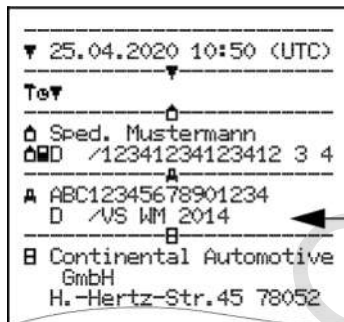 ▼ 25.04.2020 10:50 (UTC)
T▼
Sped. Mustermann
D /12341234123412 3 4
ABC12345678901234
D /VS WM 2014
Continental Automotive
GmbH
H.-Hertz-Str.45 78052